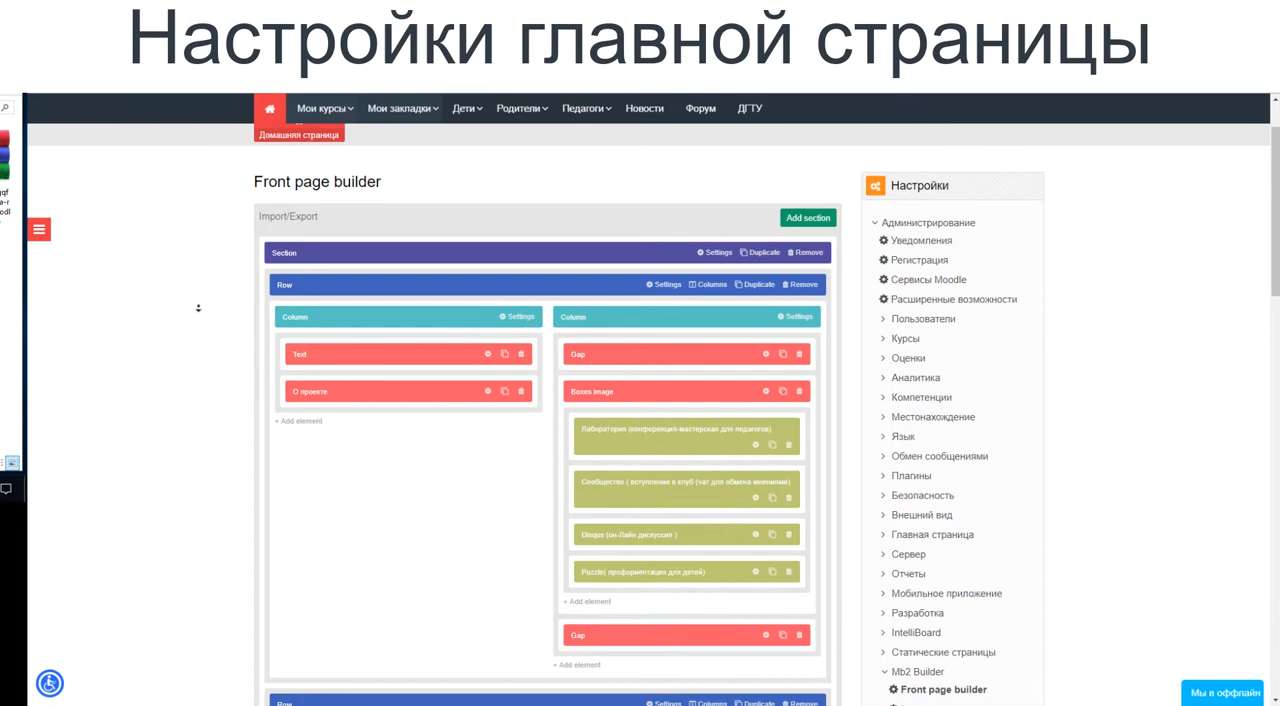 Настройки главной страницы
Мои курсы Мои закладки Дети Родители Педагоги Новости Форум ДГТУ
Домашняя страница
Front page builder
Import/Export Add section
Section Settings Duplicate Remove
Row Settings Columns Duplicate Remove
Column Settings Column Settings
Text Gap
О проекте Boxes image
+ Add element
Лаборатория (конференция-мастерская для педагогов)
Сообщество ( вступление в клуб (чат для обмена мнениями)
Disqus (он-Лайн дискуссия )
Puzzle( профориентация для детей)
+ Add element
Gap
+ Add element
Row Settings Columns Duplicate Remove
Настройки
Администрирование
Уведомления
Регистрация
Сервисы Moodle
Расширенные возможности
Пользователи
Курсы
Оценки
Аналитика
Компетенции
Местонахождение
Язык
Обмен сообщениями
Плагины
Безопасность
Внешний вид
Главная страница
Сервер
Отчеты
Мобильное приложение
Разработка
IntelliBoard
Статические страницы
Mb2 Builder
Front page builder
Мы в оффлайн